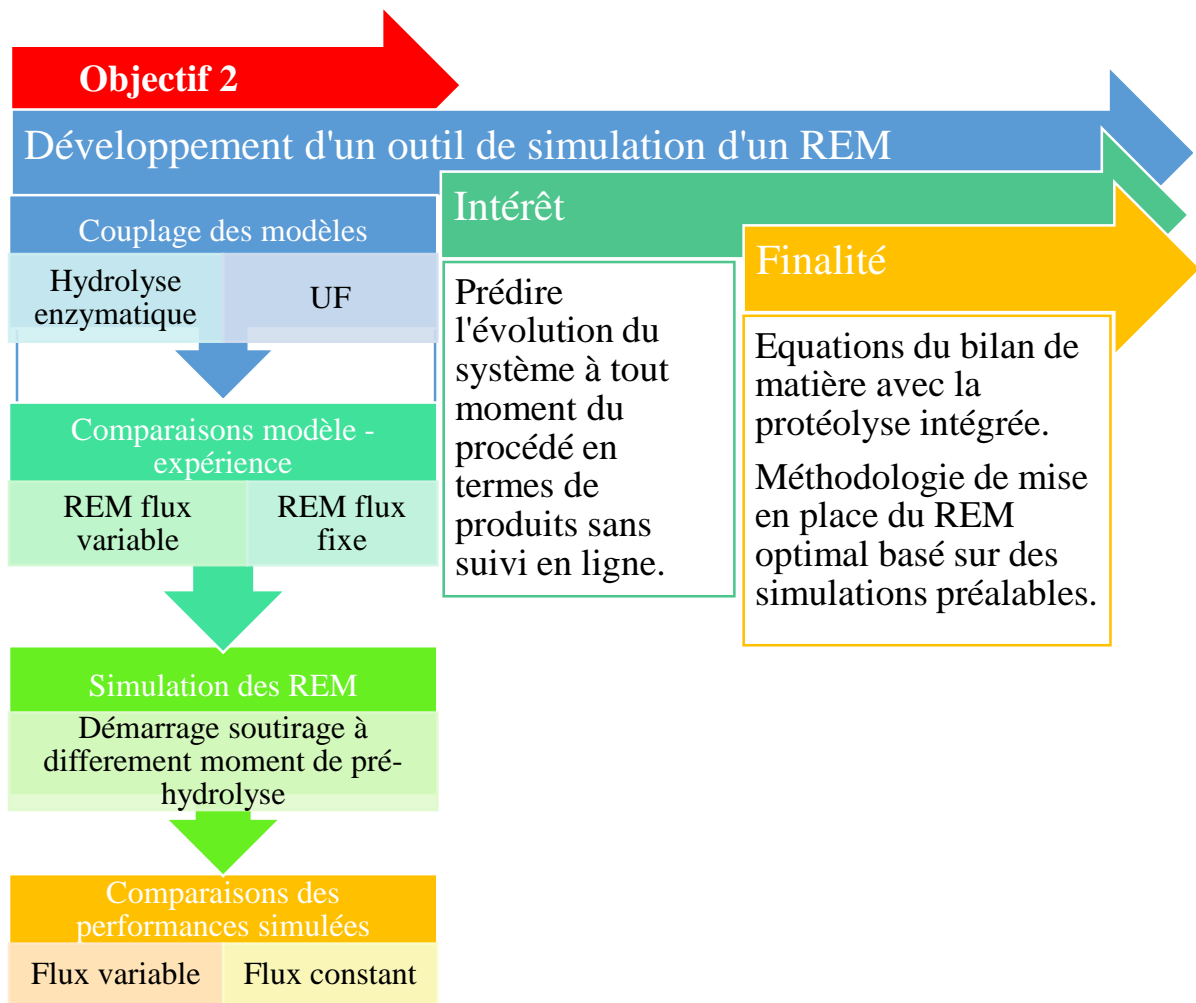 Objectif 2
Développement d'un outil de simulation d'un REM
Couplage des modèles
Hydrolyse
enzymatique
UF
Comparaisons modèle -
expérience
REM flux
variable
REM flux
fixe
Simulation des REM
Démarrage soutirage à
differement moment de pré-
hydrolyse
Comparaisons des
performances simulées
Flux variable
Flux constant
Intérêt
Prédire
l'évolution du
système à tout
moment du
procédé en
termes de
produits sans
suivi en ligne.
Finalité
Equations du bilan de
matière avec la
protéolyse intégrée.
Méthodologie de mise
en place du REM
optimal basé sur des
simulations préalables.